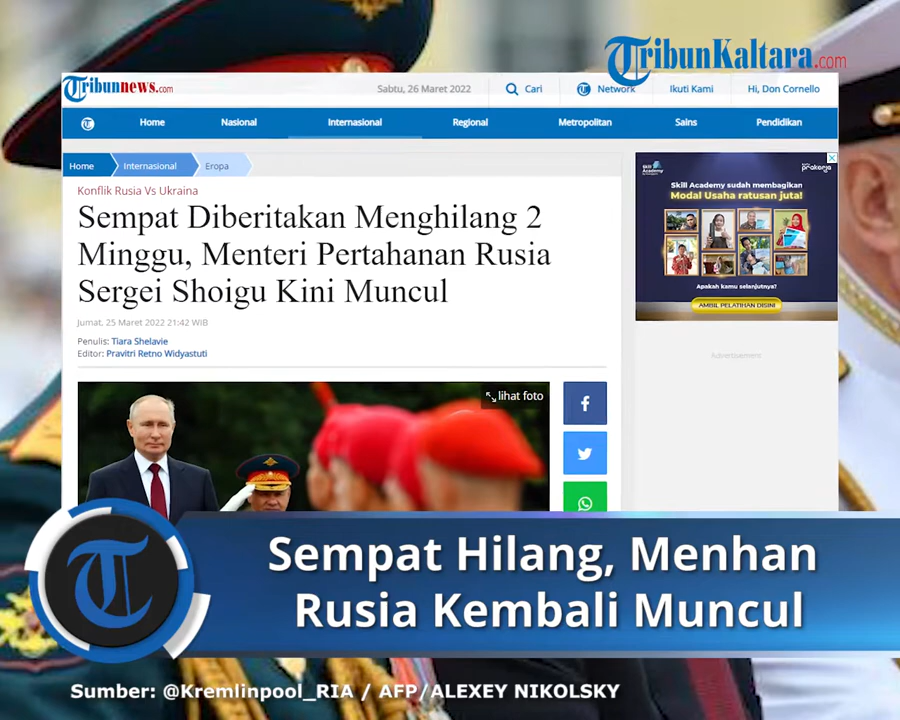 TribunKaltara.com
Tribunnews.com
Sabtu, 26 Maret 2022 Cari Network Ikuti Kami Hi, Don Cornello
Home Nasional Internasional Regional Metropolitan Sains Pendidikan
Home Internasional Eropa
Konflik Rusia Vs Ukraina
Sempat Diberitakan Menghilang 2
Minggu, Menteri Pertahanan Rusia
Sergei Shoigu Kini Muncul
Jumat, 25 Maret 2022 21:42 WIB
Penulis: Tiara Shelavie
Editor: Pravitri Retno Widyastuti
lihat foto
Skill Academy
prakerja
Skill Academy sudah membagikan
Modal Usaha ratusan juta!
Apakah kamu selanjutnya?
AMBIL PELATIHAN DISINI
Advertisement
Sempat Hilang, Menhan
Rusia Kembali Muncul
Sumber: @Kremlinpool_RIA / AFP/ALEXEY NIKOLSKY